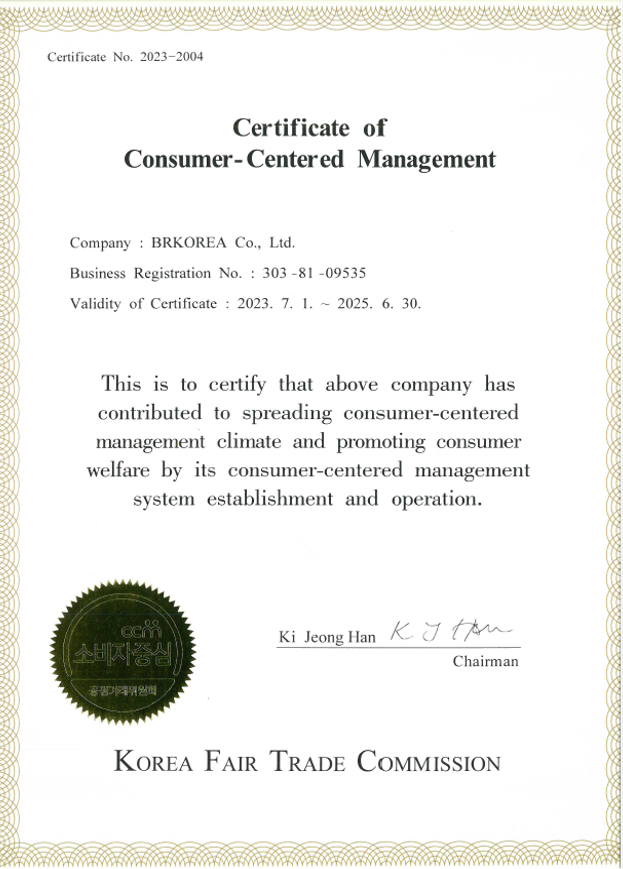 Certificate No. 2023-2004
Certificate of
Consumer-Centered Management
Company : BRKOREA Co., Ltd.
Business Registration No. : 303 -81 -09535
Validity of Certificate : 2023. 7. 1. ~ 2025. 6. 30.
This is to certify that above company has
contributed to spreading consumer-centered
management climate and promoting consumer
welfare by its consumer-centered management
system establishment and operation.
ccm
소비자중심
공정거래위원회
Ki Jeong Han K J Han
Chairman
KOREA FAIR TRADE COMMISSION